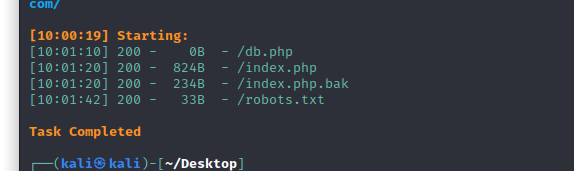 com/
[10:00:19] Starting:
[10:01:10] 200 -    0B  - /db.php
[10:01:20] 200 -  824B  - /index.php
[10:01:20] 200 -  234B  - /index.php.bak
[10:01:42] 200 -   33B  - /robots.txt
Task Completed
┌──(kali㉿kali)-[~/Desktop]